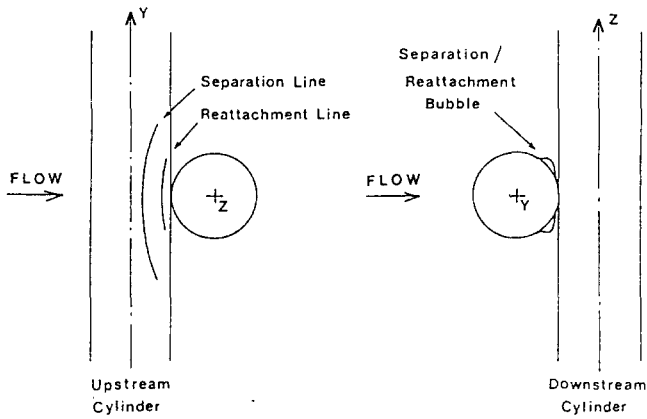 Y
Separation Line
Reattachment Line
FLOW
Z
Upstream
Cylinder
Z
Separation /
Reattachment
Bubble
FLOW
Y
Downstream
Cylinder